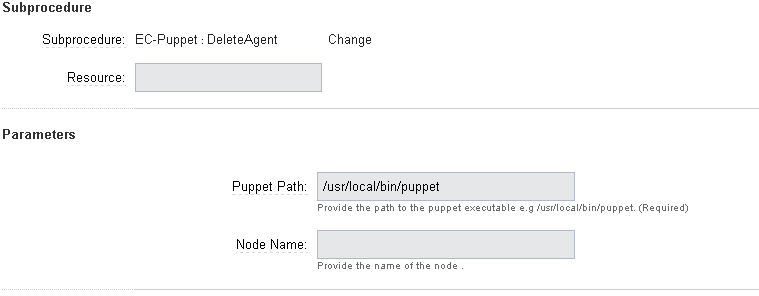 Subprocedure
Subprocedure: EC-Puppet : DeleteAgent Change
Resource:
Parameters
Puppet Path: /usr/local/bin/puppet
Provide the path to the puppet executable e.g /usr/local/bin/puppet. (Required)
Node Name:
Provide the name of the node .